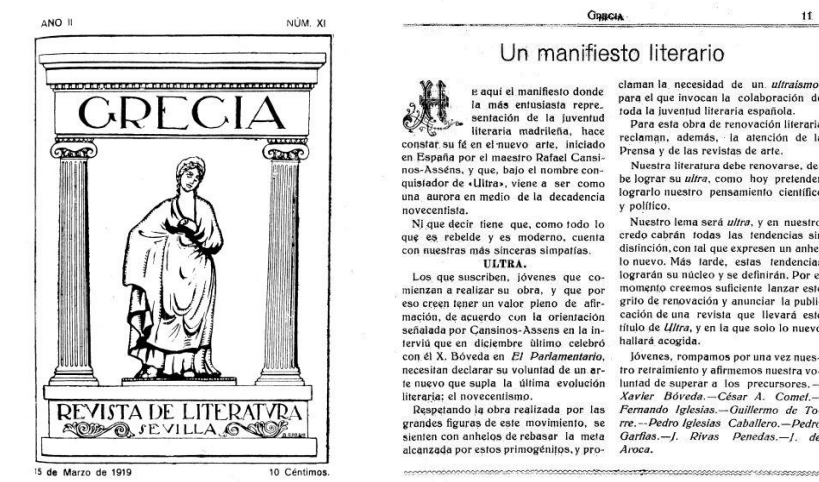 ANO II
NÚM. XI
GRECIA
REVISTA DE LITERATVRA
SEVILLA
15 de Marzo de 1919
10 Céntimos.
GRECIA
11
Un manifiesto literario
HE aquí el manifiesto donde
la más entusiasta repre-
sentación de la juventud
literaria madrileña, hace
constar su fé en el nuevo arte, iniciado
en España por el maestro Rafael Cansi-
nos-Asséns, y que, bajo el nombre con-
quistador de «Ultra», viene a ser como
una aurora en medio de la decadencia
novecentista.
Ni que decir tiene que, como todo lo
que es rebelde y es moderno, cuenta
con nuestras más sinceras simpatías.
ULTRA.
Los que suscriben, jóvenes que co-
mienzan a realizar su obra, y que por
eso creen tener un valor pleno de afir-
mación, de acuerdo con la orientación
señalada por Cansinos-Assens en la in-
terviú que en diciembre último celebró
con él X. Bóveda en El Parlamentario,
necesitan declarar su voluntad de un ar-
te nuevo que supla la última evolución
literaria; el novecentismo.
Respetando la obra realizada por las
grandes figuras de este movimiento, se
sienten con anhelos de rebasar la meta
alcanzada por estos primogénitos, y pro-
claman la necesidad de un ultraísmo
para el que invocan la colaboración de
toda la juventud literaria española.
Para esta obra de renovación literaria
reclaman, además, la atención de la
Prensa y de las revistas de arte.
Nuestra literatura debe renovarse, de-
be lograr su ultra, como hoy pretenden
lograrlo nuestro pensamiento científico
y político.
Nuestro lema será ultra, y en nuestro
credo cabrán todas las tendencias sin
distinción, con tal que expresen un anhe-
lo nuevo. Más tarde, estas tendencias
lograrán su núcleo y se definirán. Por el
momento creemos suficiente lanzar este
grito de renovación y anunciar la publi-
cación de una revista que llevará este
título de Ultra, y en la que solo lo nuevo
hallará acogida.
Jóvenes, rompamos por una vez nues-
tro retraimiento y afirmemos nuestra vo-
luntad de superar a los precursores.—
Xavier Bóveda.—César A. Comet.—
Fernando Iglesias.—Guillermo de To-
rre.--Pedro Iglesias Caballero.—Pedro
Garfias.—J. Rivas Penedas.—J. de
Aroca.